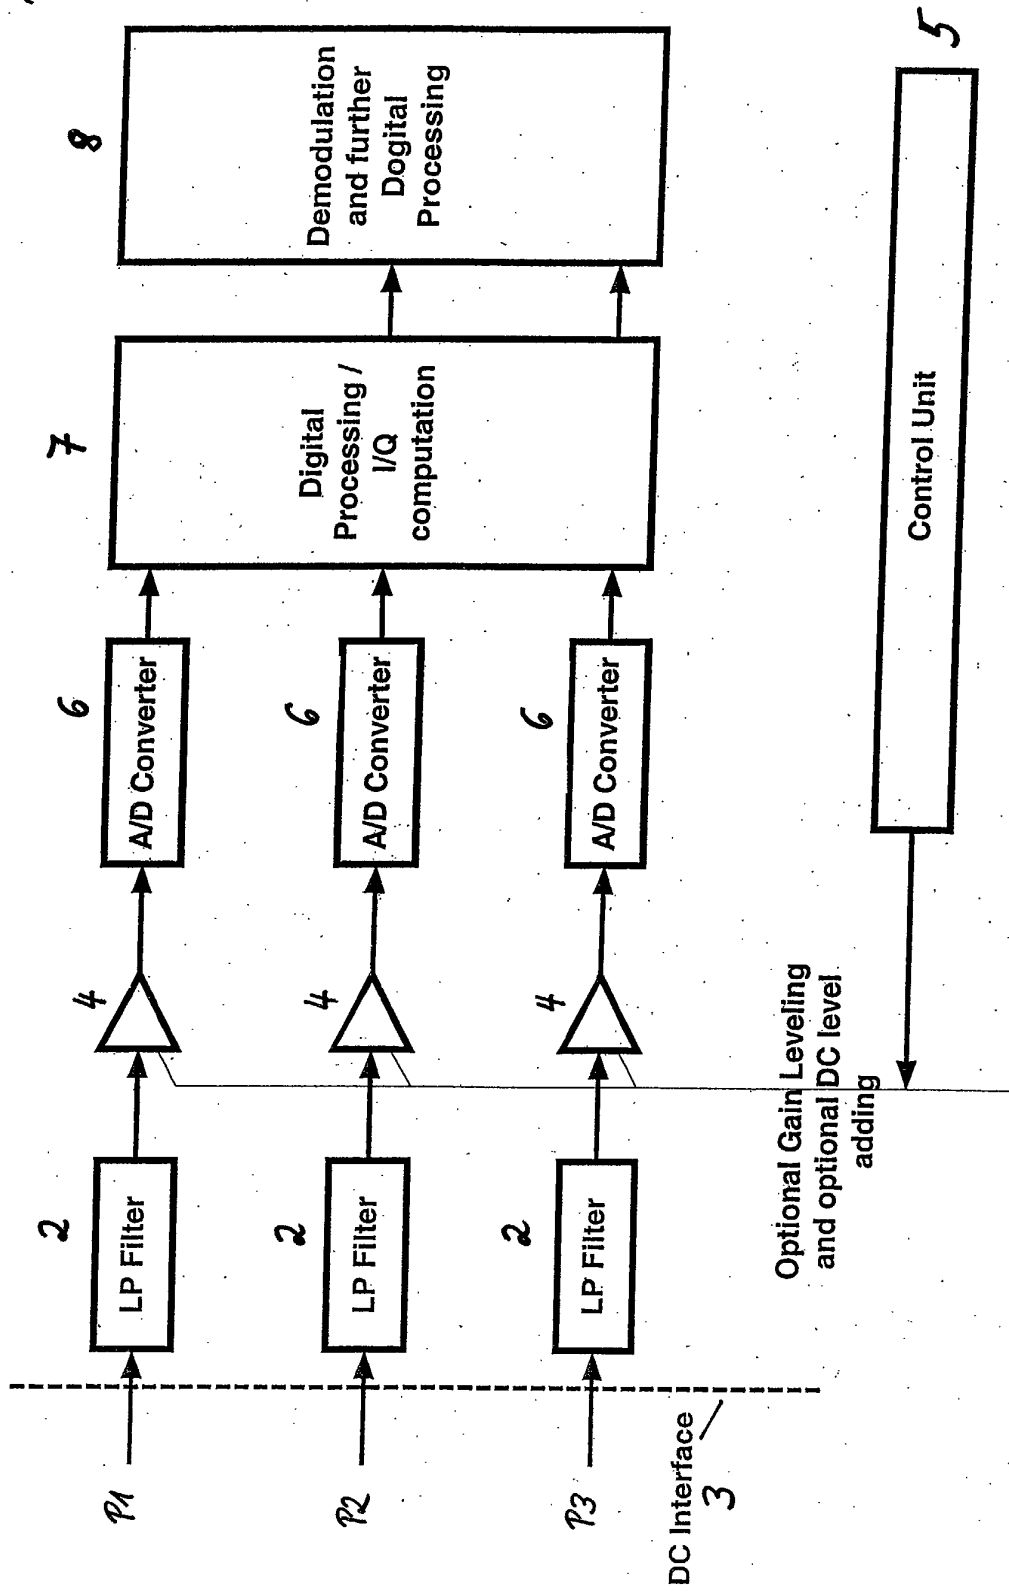 P1
2
LP Filter
4
6
A/D Converter
7
Digital
Processing /
I/Q
computation
8
Demodulation
and further
Dogital
Processing
P2
2
LP Filter
4
6
A/D Converter
P3
2
LP Filter
4
6
A/D Converter
DC Interface
3
Optional Gain Leveling
and optional DC level
adding
Control Unit
5